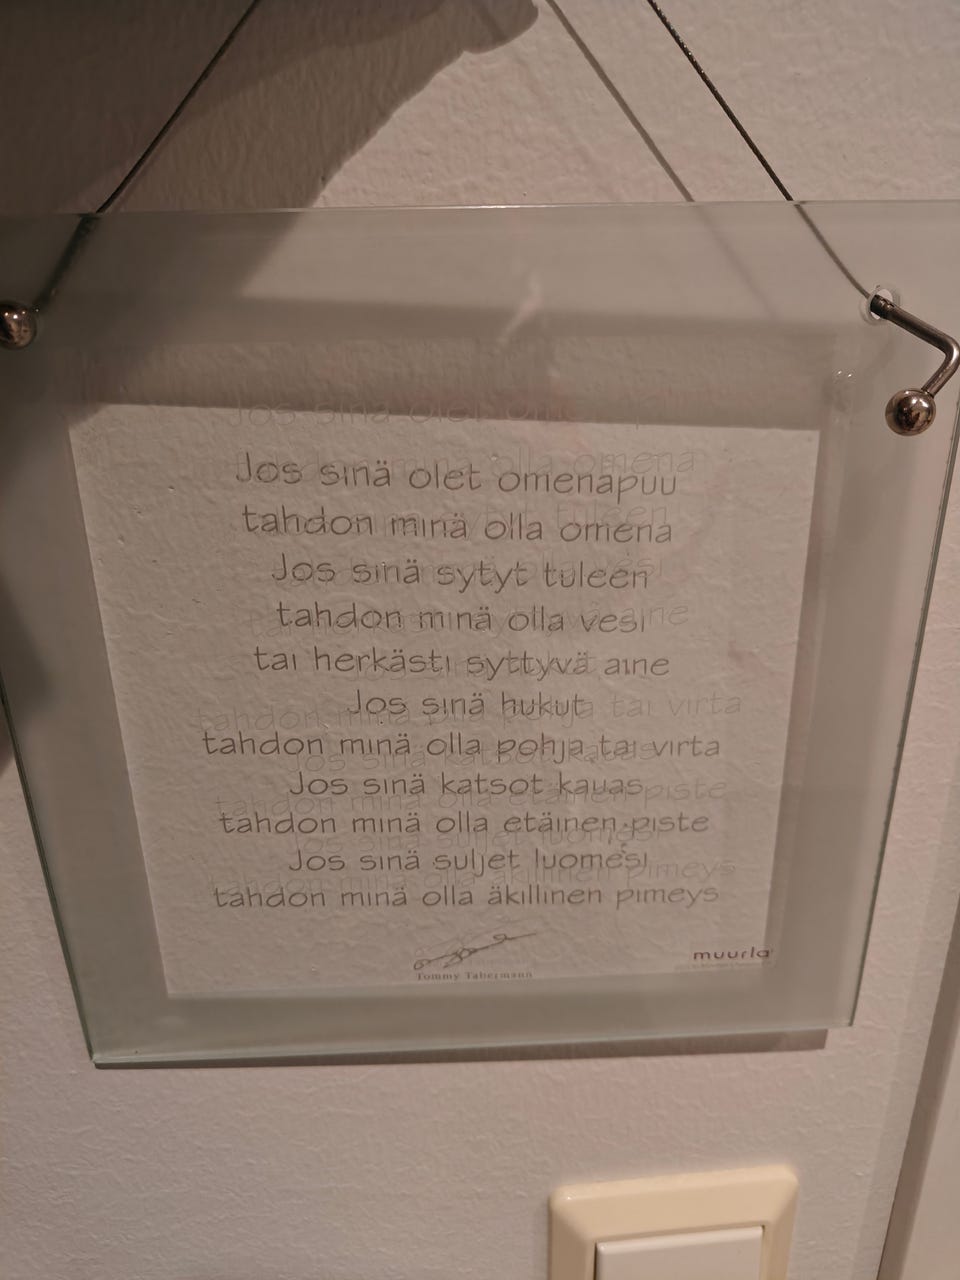 Jos sinä olet omenapuu
tahdon minä olla omena
Jos sinä sytyt tuleen
tahdon minä olla vesi
tai herkästi syttyvä aine
Jos sinä hukut
tahdon minä olla pohja tai virta
Jos sinä katsot kauas
tahdon minä olla etäinen piste
Jos sinä suljet luomesi
tahdon minä olla äkillinen pimeys
Tommy Tabermann
muurla